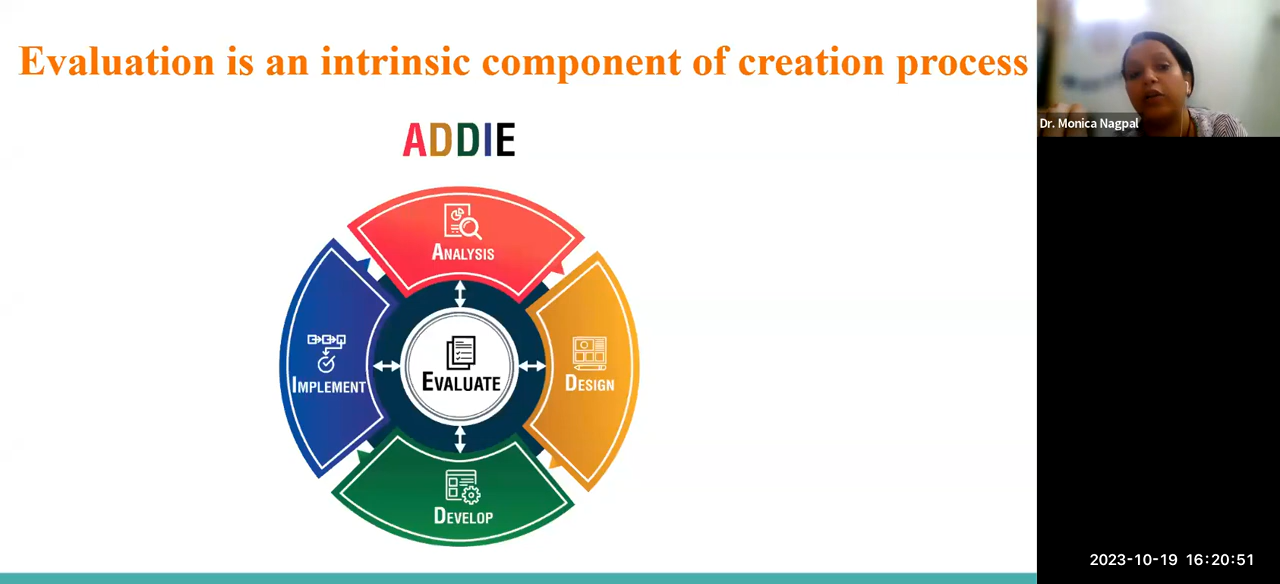 Evaluation is an intrinsic component of creation process
Dr. Monica Nagpal
ADDIE
ANALYSIS
IMPLEMENT
EVALUATE
DESIGN
DEVELOP
2023-10-19 16:20:51